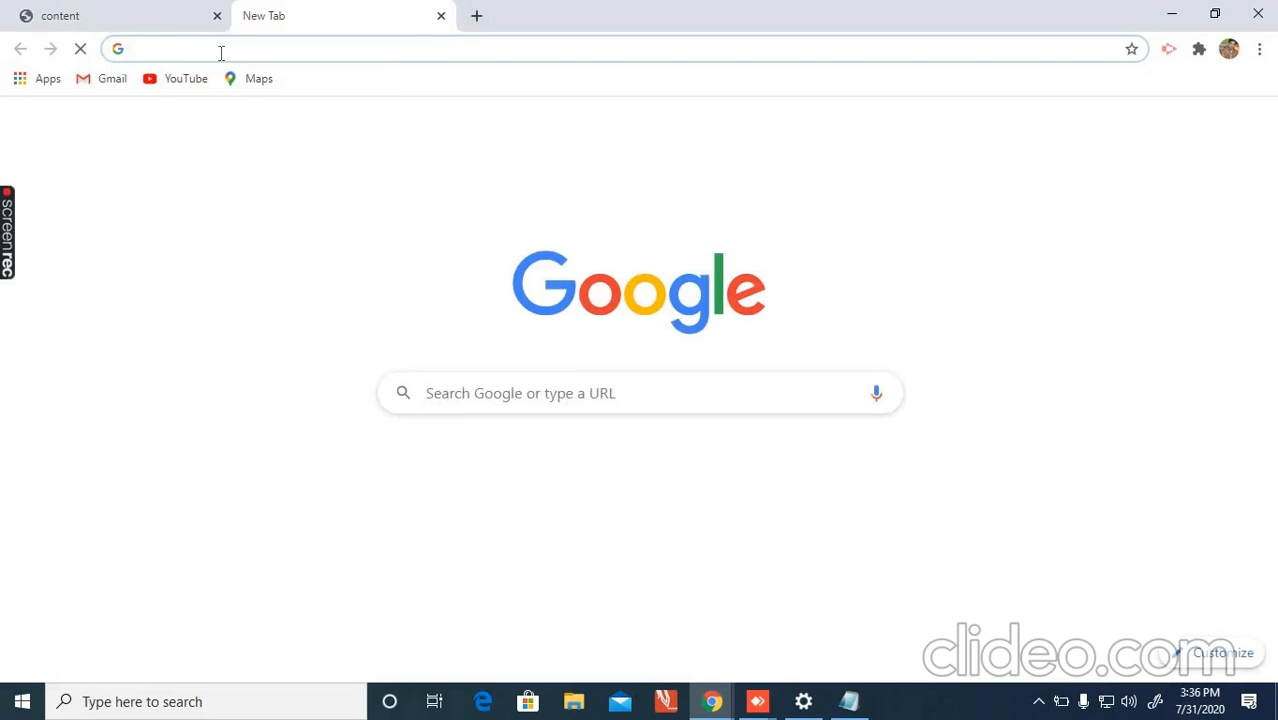 content
New Tab
Apps
Gmail
YouTube
Maps
screenrec
Google
Search Google or type a URL
clideo.com
Customize
Type here to search
3:36 PM
7/31/2020